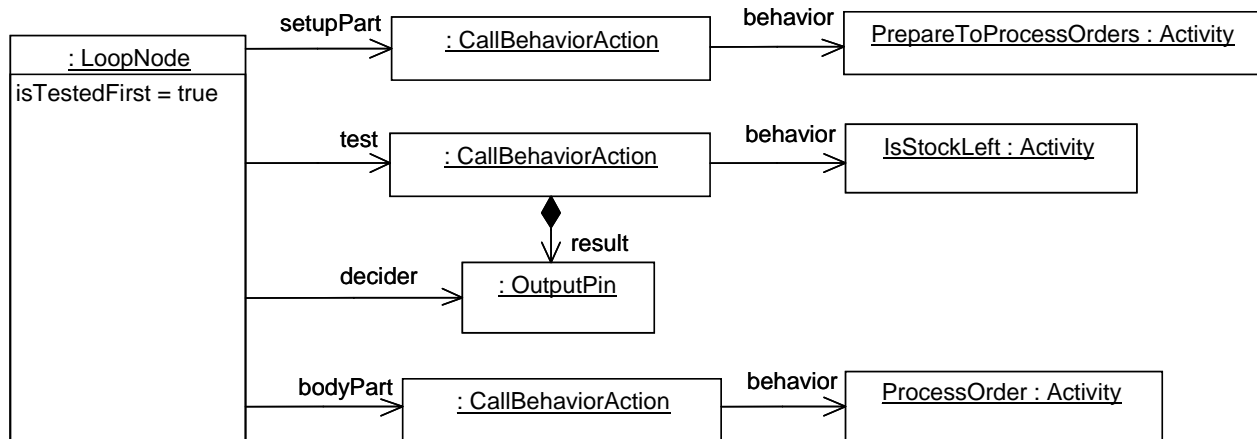 setupPart
: CallBehaviorAction
behavior
PrepareToProcessOrders : Activity
: LoopNode
isTestedFirst = true
test
: CallBehaviorAction
behavior
IsStockLeft : Activity
result
decider
: OutputPin
bodyPart
: CallBehaviorAction
behavior
ProcessOrder : Activity